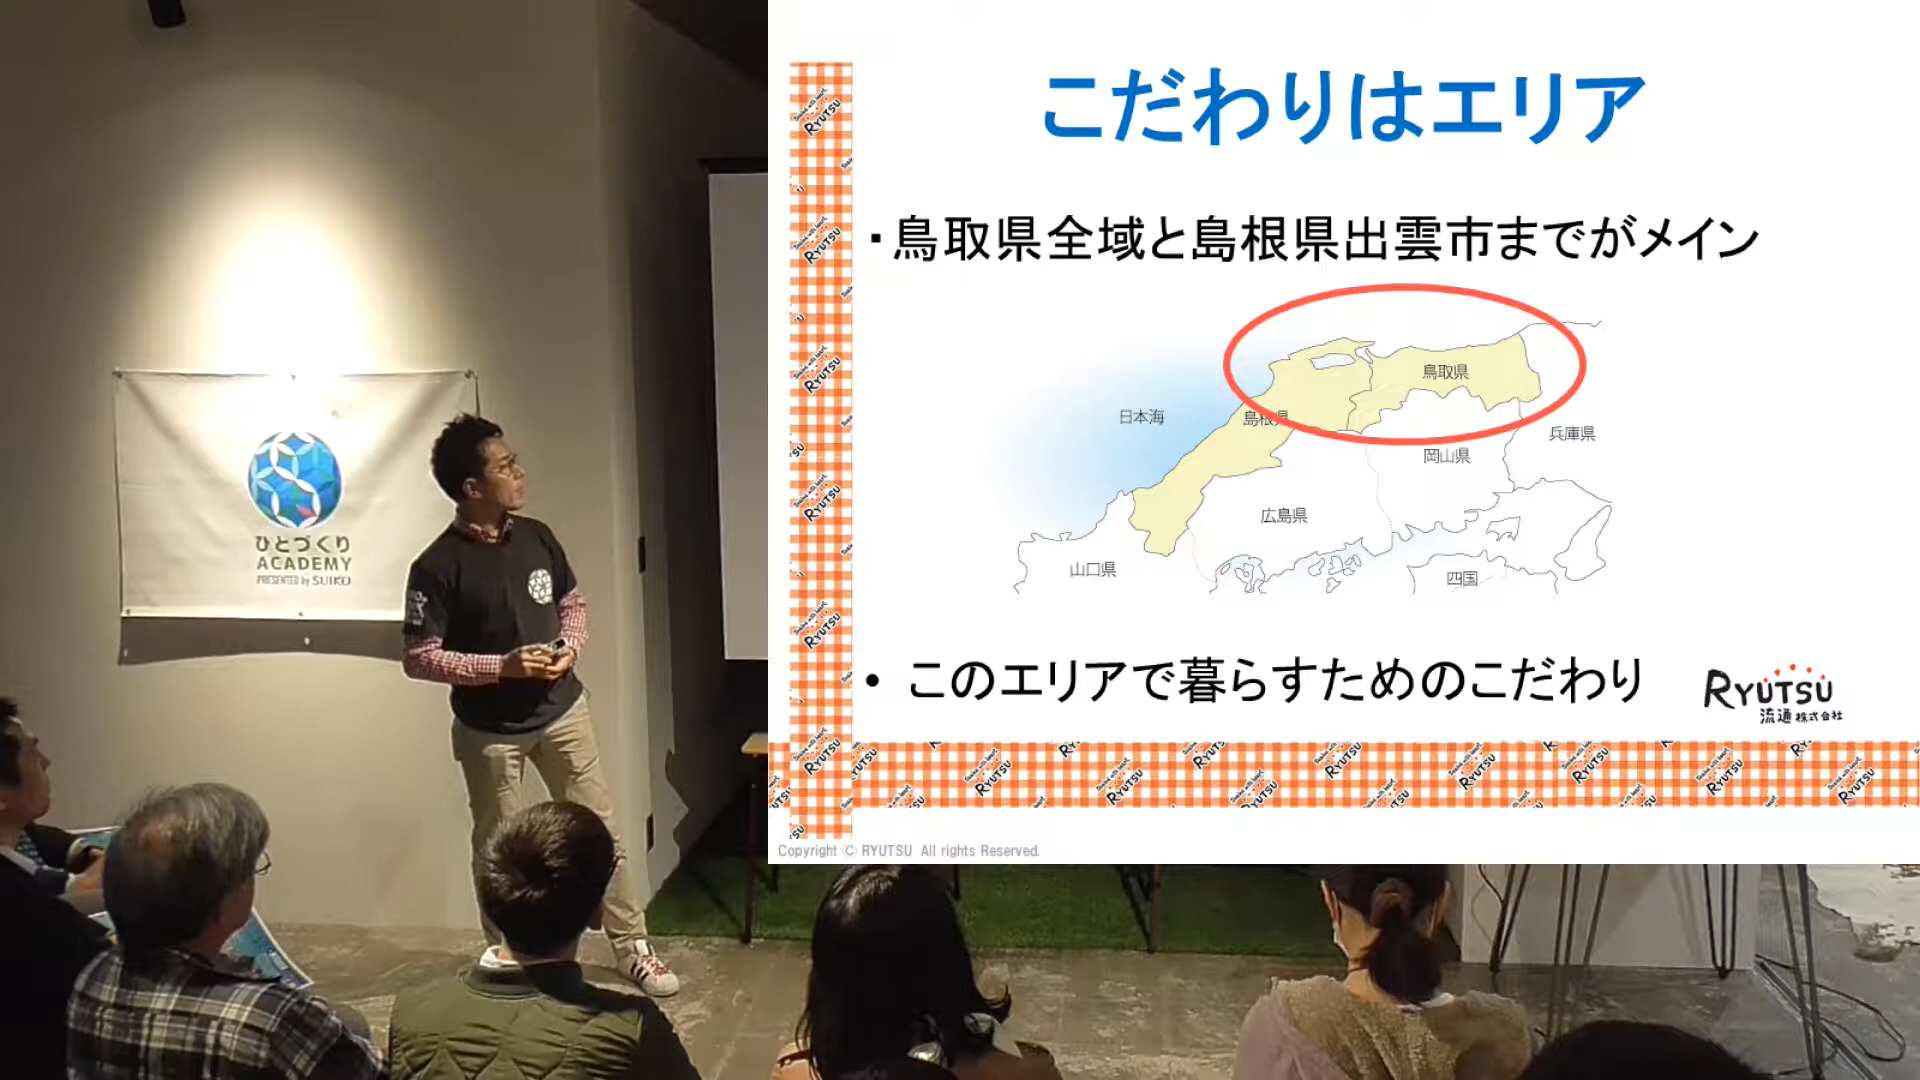 ひとづくり
ACADEMY
PRESENTED by SUIKO
こだわりはエリア
・鳥取県全域と島根県出雲市までがメイン
鳥取県
日本海
島根県
兵庫県
岡山県
広島県
山口県
四国
• このエリアで暮らすためのこだわり
RYUTSU
流通株式会社
Copyright © RYUTSU All rights Reserved.